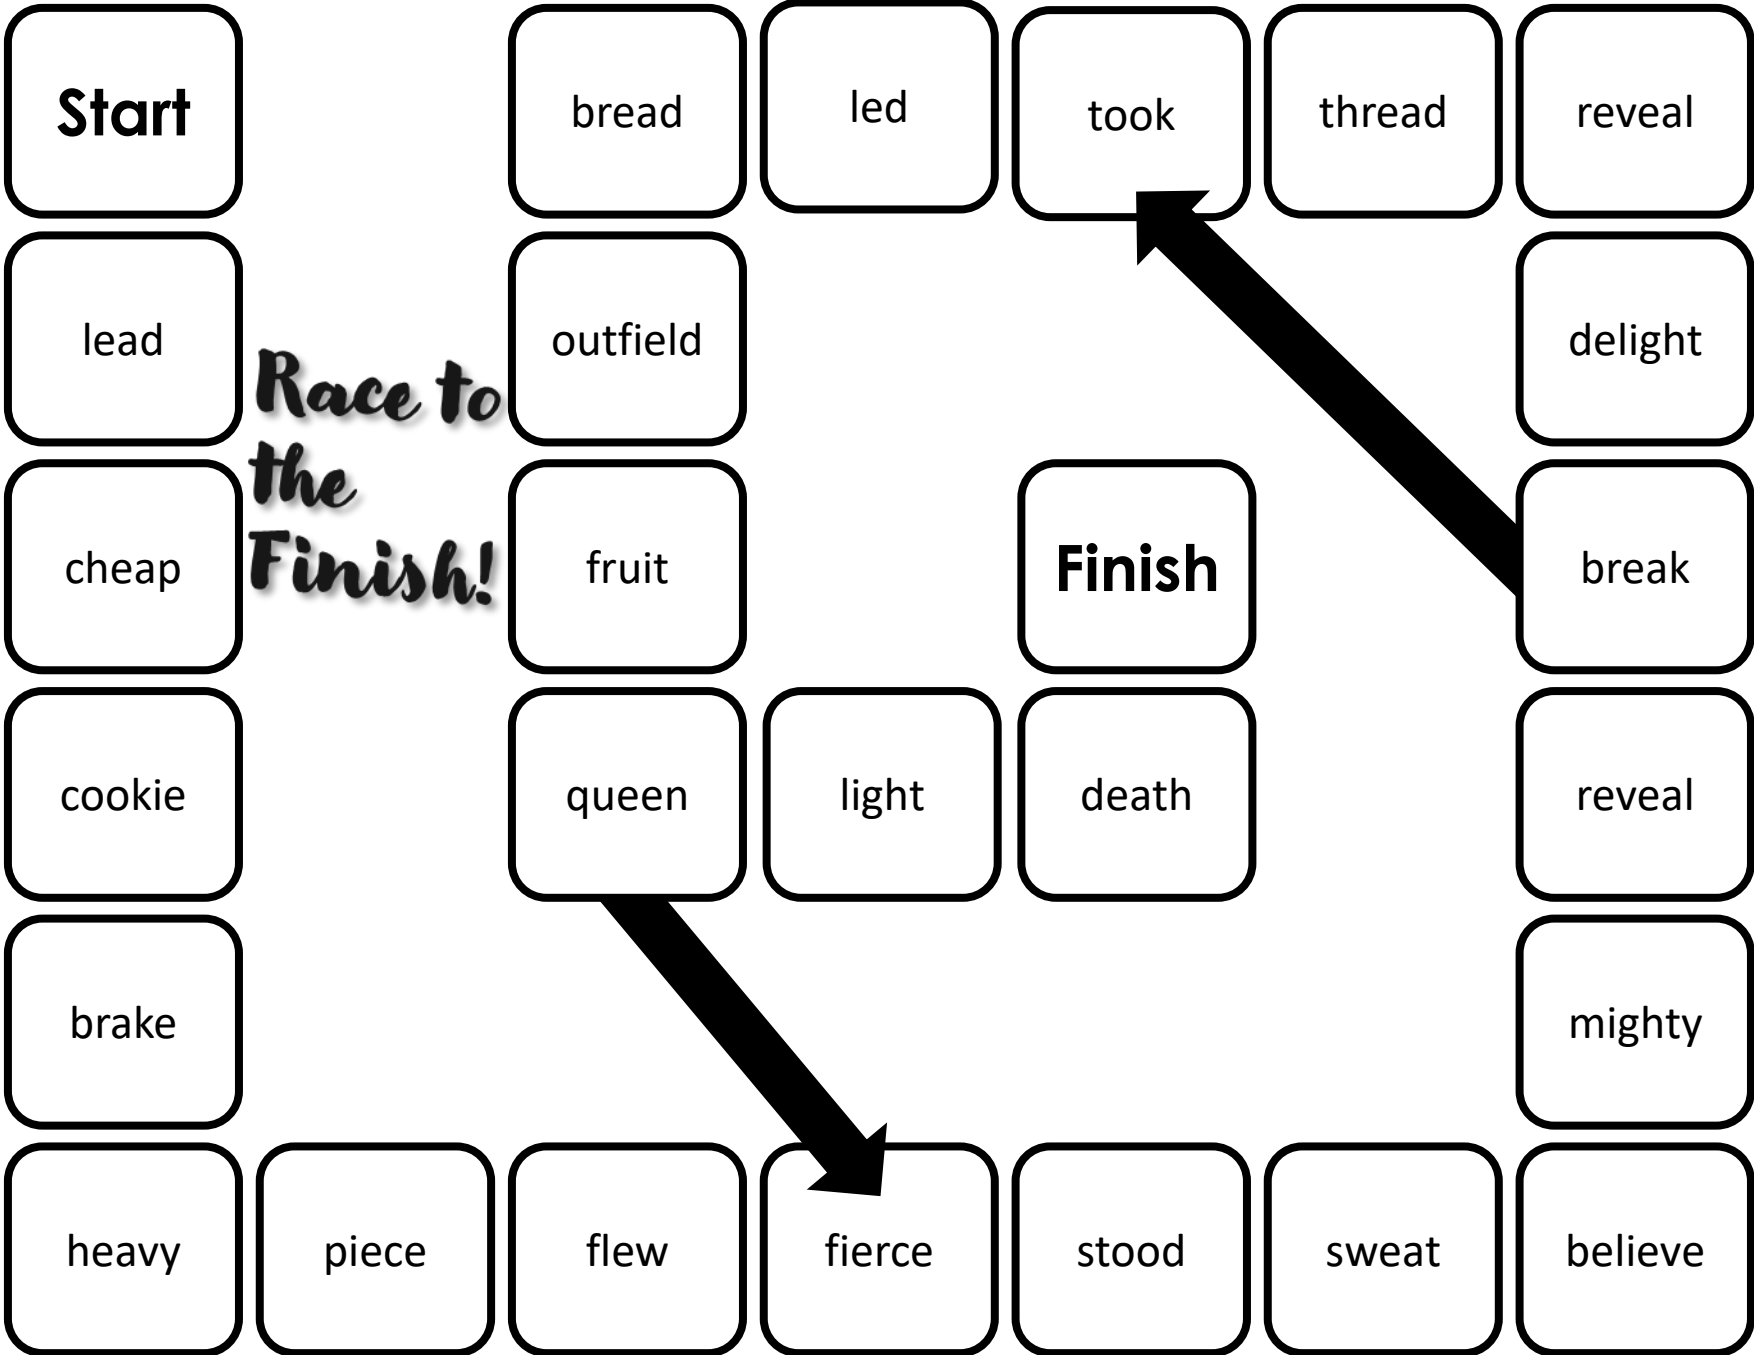 Start
bread
led
took
thread
reveal
lead
outfield
delight
Race to
the
Finish!
cheap
fruit
Finish
break
cookie
queen
light
death
reveal
brake
mighty
heavy
piece
flew
fierce
stood
sweat
believe